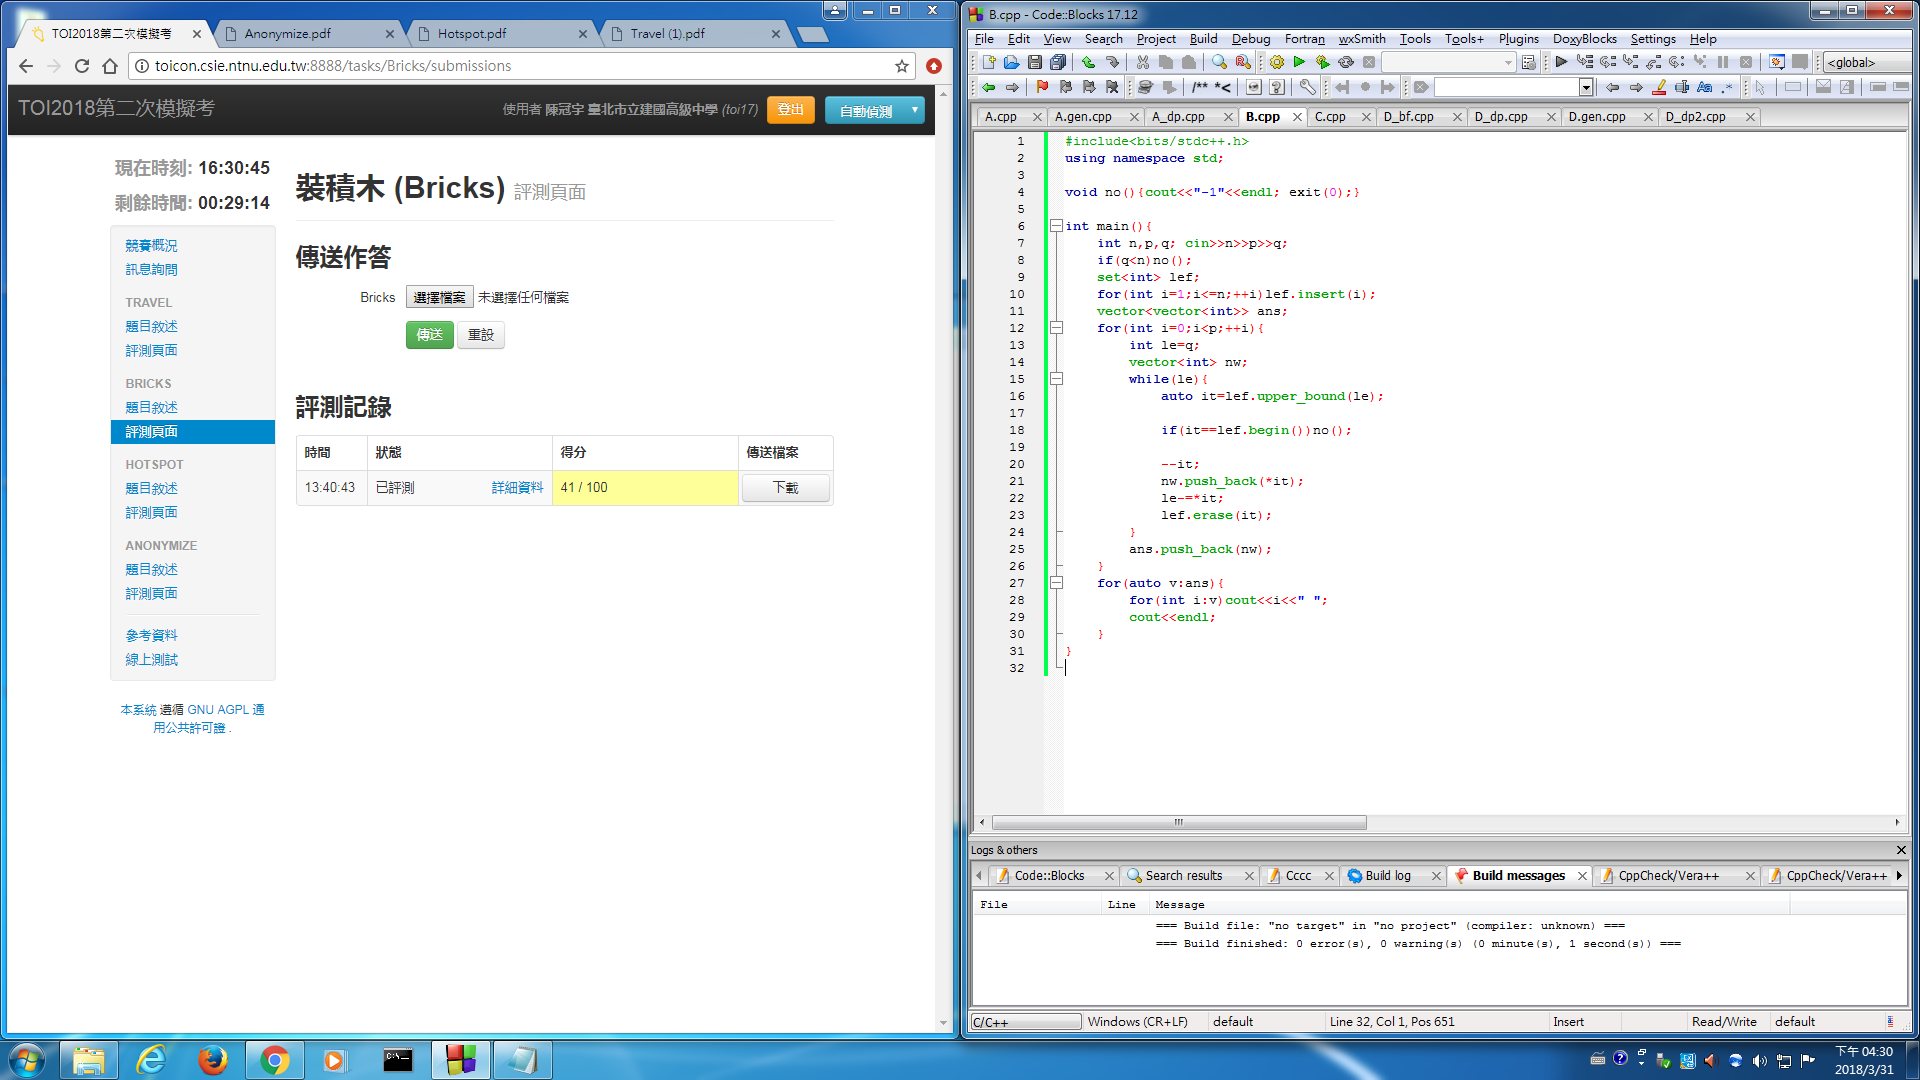 TOI2018第二次模擬考
Anonymize.pdf
Hotspot.pdf
Travel (1).pdf
toicon.csie.ntnu.edu.tw:8888/tasks/Bricks/submissions
TOI2018第二次模擬考
使用者 陳冠宇 臺北市立建國高級中學 (toi17)
登出
自動偵測
現在時刻: 16:30:45
剩餘時間: 00:29:14
競賽概況
訊息詢問
TRAVEL
題目敘述
評測頁面
BRICKS
題目敘述
評測頁面
HOTSPOT
題目敘述
評測頁面
ANONYMIZE
題目敘述
評測頁面
參考資料
線上測試
本系統 遵循 GNU AGPL 通
用公共許可證 .
裝積木 (Bricks) 評測頁面
傳送作答
Bricks 選擇檔案 未選擇任何檔案
傳送 重設
評測記錄
時間 狀態 得分 傳送檔案
13:40:43 已評測 詳細資料 41 / 100 下載
B.cpp - Code::Blocks 17.12
File Edit View Search Project Build Debug Fortran wxSmith Tools Tools+ Plugins DoxyBlocks Settings Help
<global>
/** *<
Aa .*
A.cpp A.gen.cpp A_dp.cpp B.cpp C.cpp D_bf.cpp D_dp.cpp D.gen.cpp D_dp2.cpp
1 #include<bits/stdc++.h>
2 using namespace std;
3
4 void no(){cout<<"-1"<<endl; exit(0);}
5
6 int main(){
7 int n,p,q; cin>>n>>p>>q;
8 if(q<n)no();
9 set<int> lef;
10 for(int i=1;i<=n;++i)lef.insert(i);
11 vector<vector<int>> ans;
12 for(int i=0;i<p;++i){
13 int le=q;
14 vector<int> nw;
15 while(le){
16 auto it=lef.upper_bound(le);
17
18 if(it==lef.begin())no();
19
20 --it;
21 nw.push_back(*it);
22 le-=*it;
23 lef.erase(it);
24 }
25 ans.push_back(nw);
26 }
27 for(auto v:ans){
28 for(int i:v)cout<<i<<" ";
29 cout<<endl;
30 }
31 }
32
Logs & others
Code::Blocks Search results Cccc Build log Build messages CppCheck/Vera++ CppCheck/Vera++
File Line Message
=== Build file: "no target" in "no project" (compiler: unknown) ===
=== Build finished: 0 error(s), 0 warning(s) (0 minute(s), 1 second(s)) ===
C/C++ Windows (CR+LF) default Line 32, Col 1, Pos 651 Insert Read/Write default
下午 04:30
2018/3/31